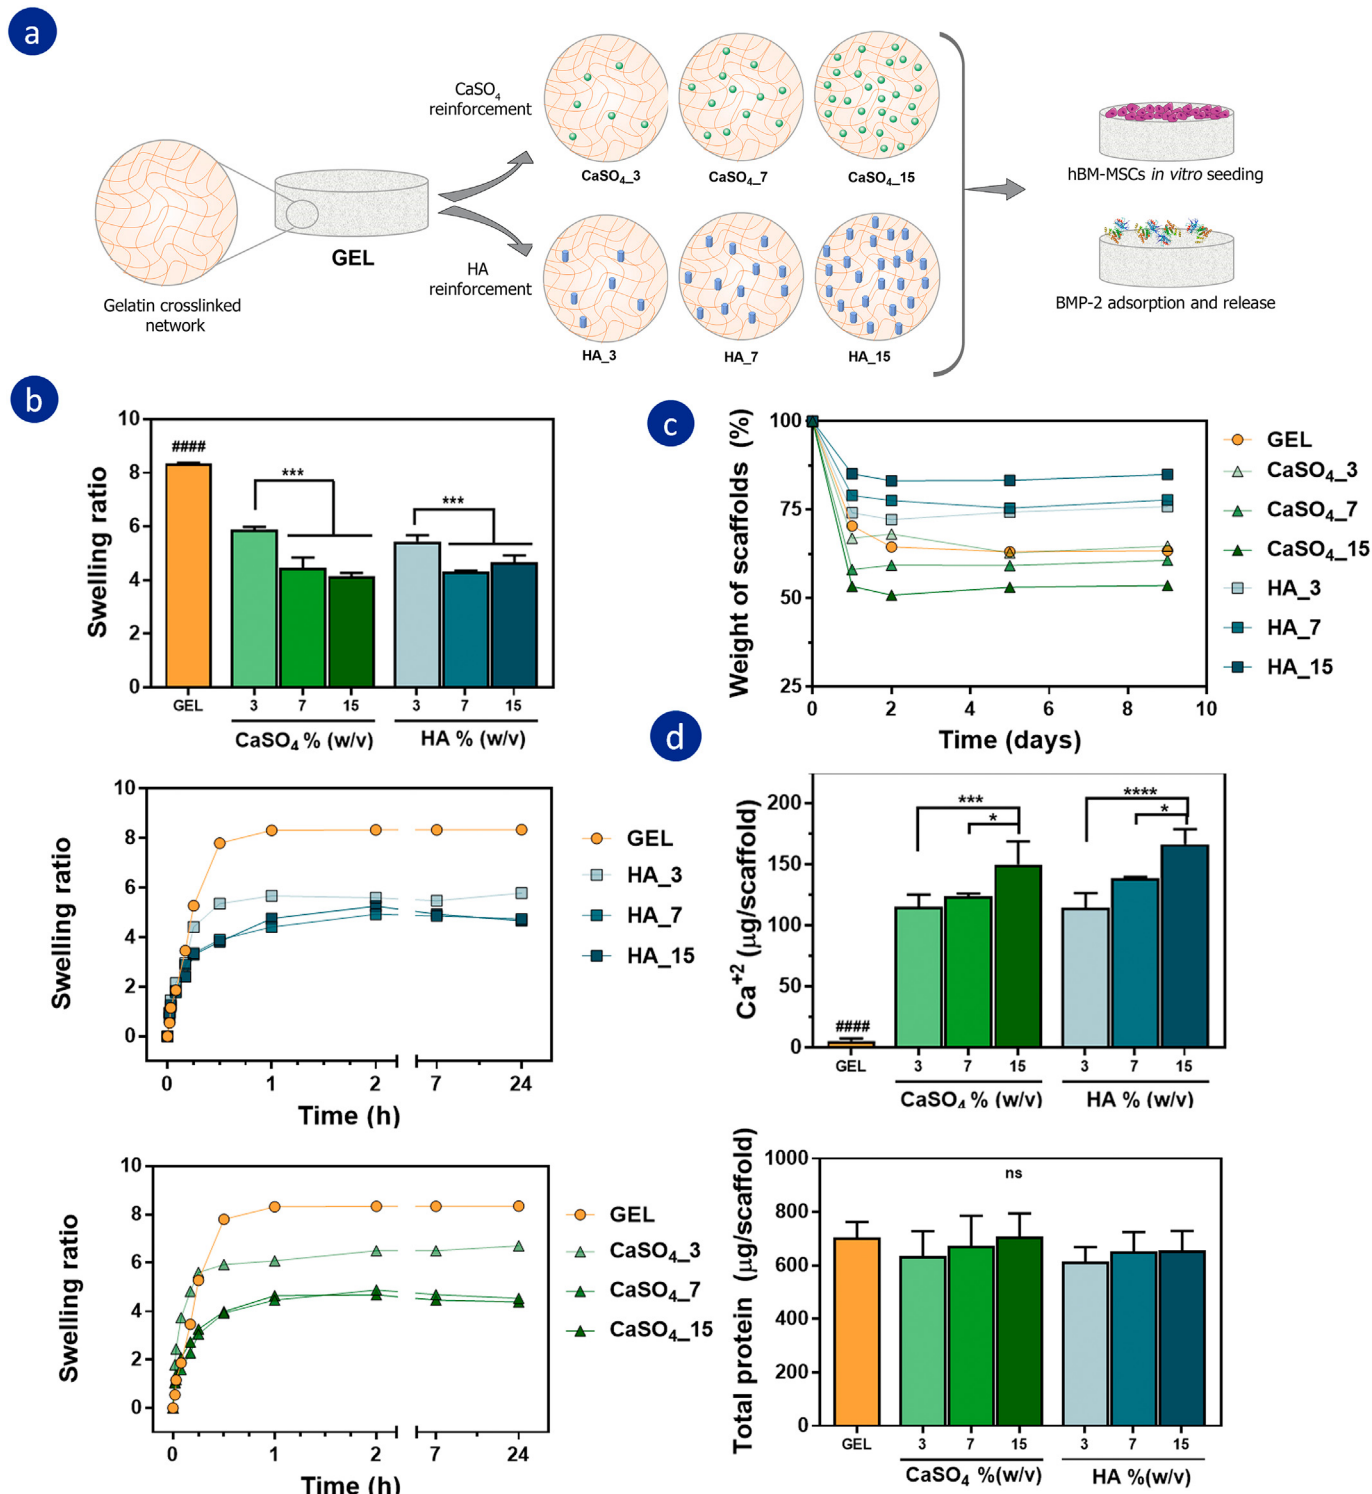 a
CaSO4
reinforcement
CaSO4_3
CaSO4_7
CaSO4_15
hBM-MSCs in vitro seeding
GEL
HA
reinforcement
Gelatin crosslinked
network
BMP-2 adsorption and release
HA_3
HA_7
HA_15
b
Swelling ratio
10
8
6
4
2
0
####
***
***
GEL
3
7
15
3
7
15
CaSO4 % (w/v)
HA % (w/v)
c
Weight of scaffolds (%)
100
75
50
25
0
2
4
6
8
10
Time (days)
GEL
CaSO4_3
CaSO4_7
CaSO4_15
HA_3
HA_7
HA_15
Swelling ratio
10
8
6
4
2
0
0
1
2
7
24
Time (h)
GEL
HA_3
HA_7
HA_15
d
Ca+2 (µg/scaffold)
200
150
100
50
0
####
***
*
****
*
GEL
3
7
15
3
7
15
CaSO4 % (w/v)
HA % (w/v)
Swelling ratio
10
8
6
4
2
0
0
1
2
7
24
Time (h)
GEL
CaSO4_3
CaSO4_7
CaSO4_15
Total protein (µg/scaffold)
1000
800
600
400
200
0
ns
GEL
3
7
15
3
7
15
CaSO4 %(w/v)
HA %(w/v)